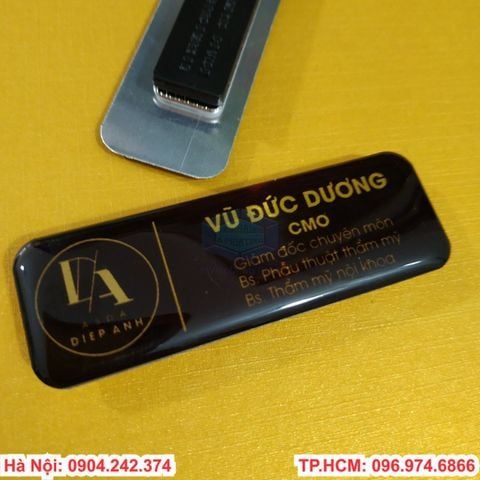 VŨ ĐỨC DƯƠNG
CMO
Giám đốc chuyên môn
Bs. Phẫu thuật thẩm mỹ
Bs. Thẩm mỹ nội khoa
DIEP ANH
Hà Nội: 0904.242.374
TP.HCM: 096.974.6866